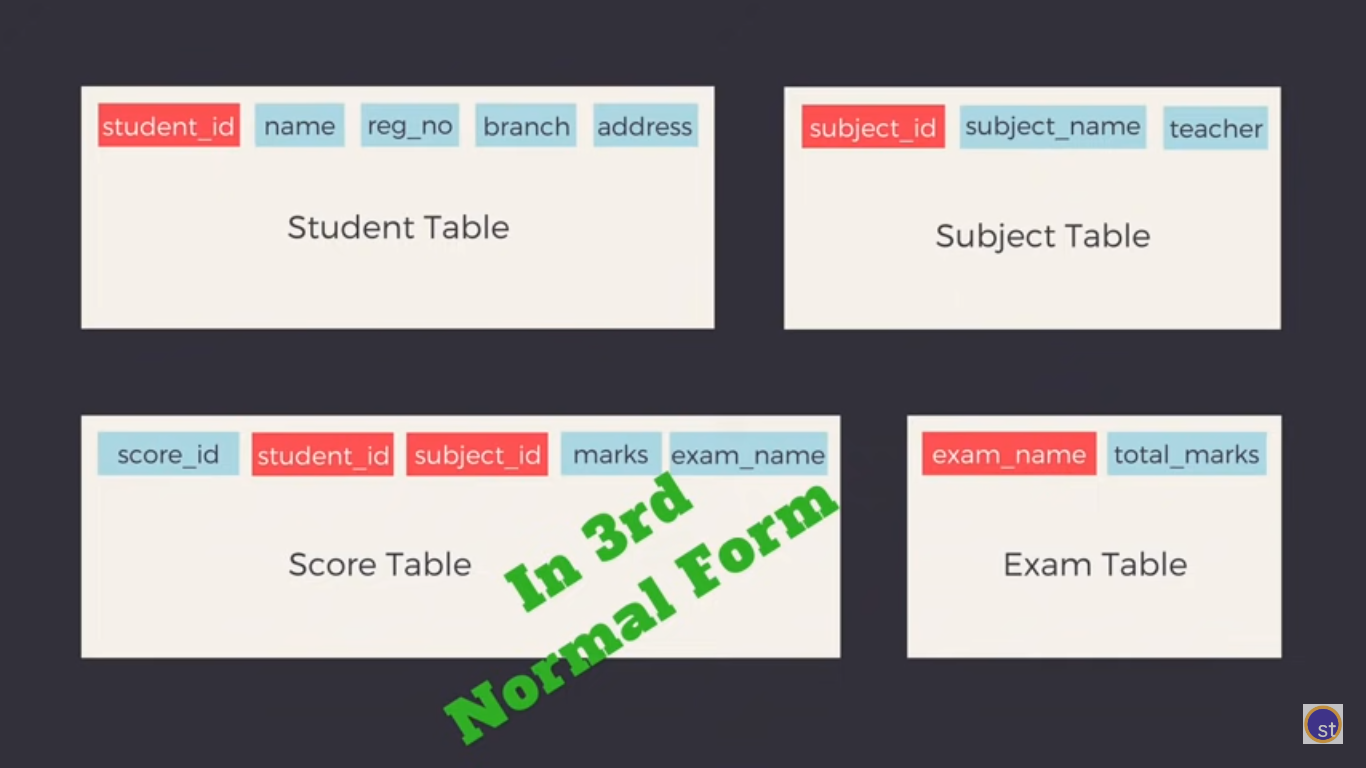 student_id name reg_no branch address
Student Table
subject_id subject_name teacher
Subject Table
score_id student_id subject_id marks exam_name
Score Table
In 3rd
Normal Form
exam_name total_marks
Exam Table
st